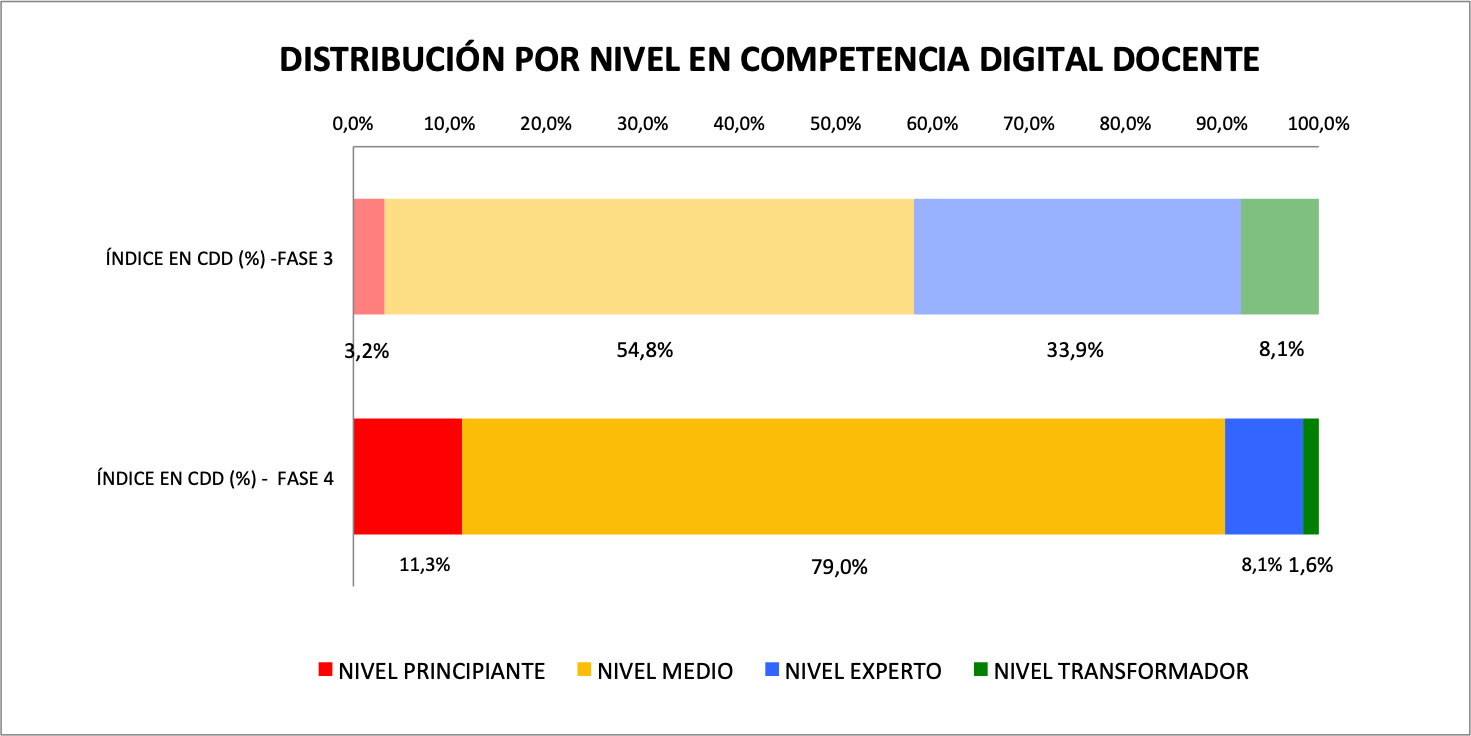 DISTRIBUCIÓN POR NIVEL EN COMPETENCIA DIGITAL DOCENTE
0,0% 10,0% 20,0% 30,0% 40,0% 50,0% 60,0% 70,0% 80,0% 90,0% 100,0%
ÍNDICE EN CDD (%) -FASE 3
3,2% 54,8% 33,9% 8,1%
ÍNDICE EN CDD (%) - FASE 4
11,3% 79,0% 8,1% 1,6%
NIVEL PRINCIPIANTE NIVEL MEDIO NIVEL EXPERTO NIVEL TRANSFORMADOR